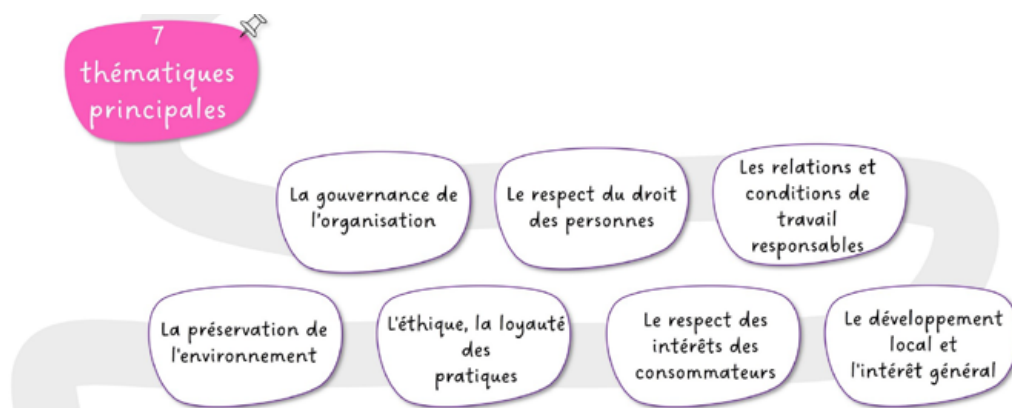 7
thématiques
principales
La gouvernance de
l'organisation
Le respect du droit
des personnes
Les relations et
conditions de
travail
responsables
La préservation de
l'environnement
L'éthique, la loyauté
des
pratiques
Le respect des
intérêts des
consommateurs
Le développement
local et
l'intérêt général